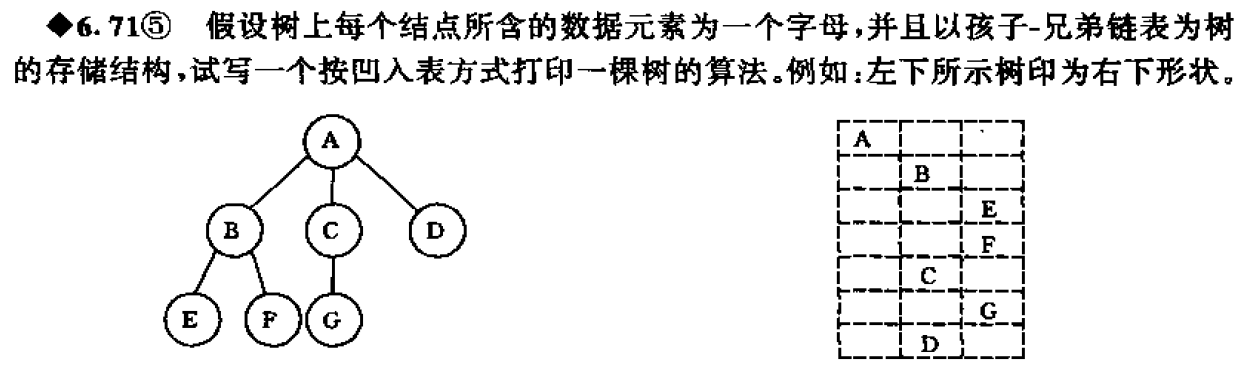 ◆6.71⑤ 假设树上每个结点所含的数据元素为一个字母,并且以孩子-兄弟链表为树
的存储结构,试写一个按凹入表方式打印一棵树的算法。例如:左下所示树印为右下形状。
A
B C D
E F G
A
B
E
F
C
G
D